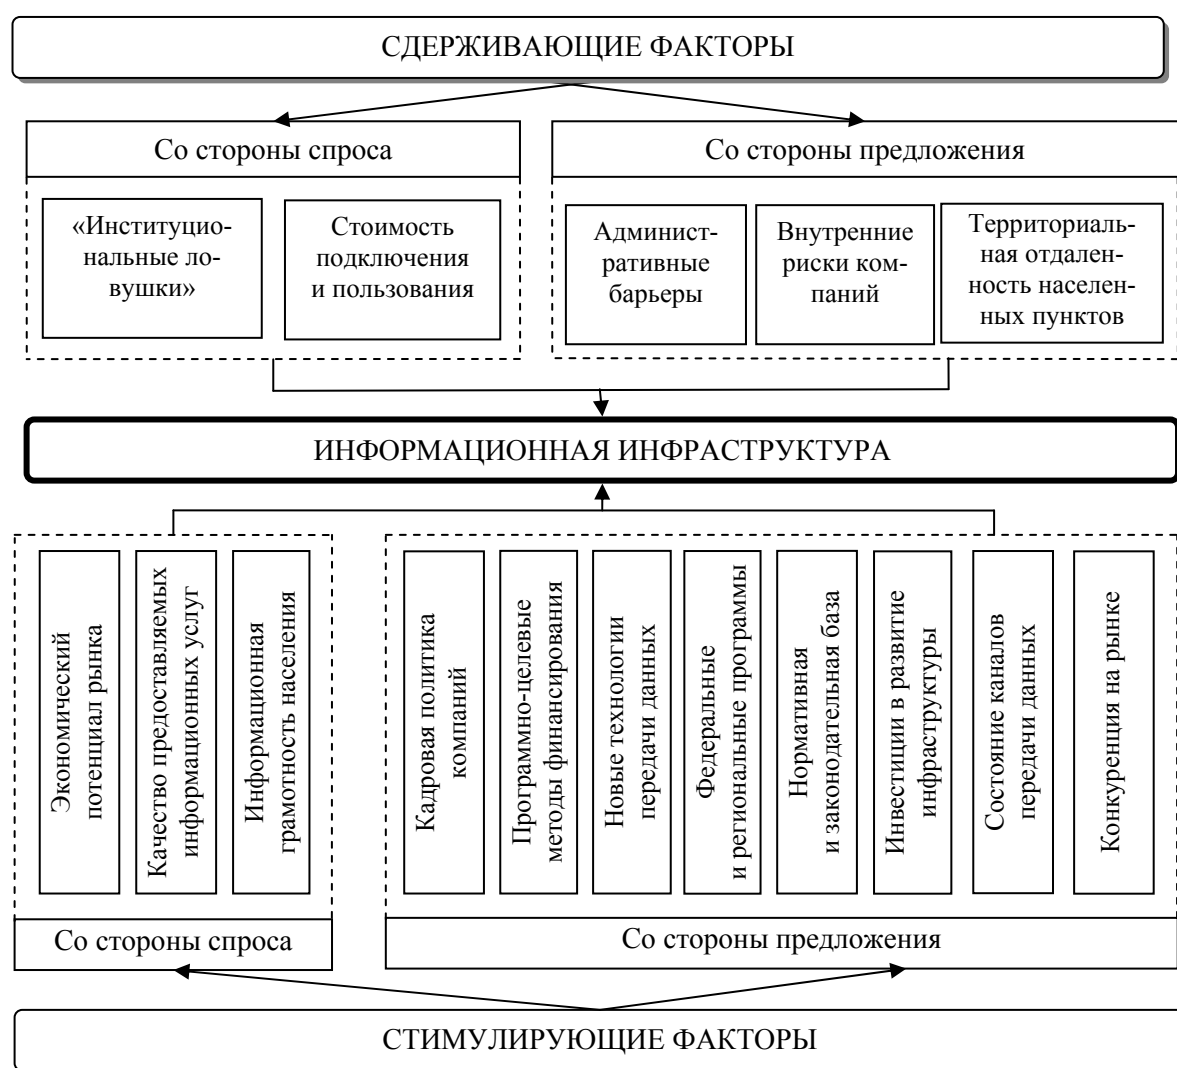 СДЕРЖИВАЮЩИЕ ФАКТОРЫ
Со стороны спроса
Со стороны предложения
«Институцио-
нальные ло-
вушки»
Стоимость
подключения
и пользования
Админист-
ративные
барьеры
Внутренние
риски ком-
паний
Территориаль-
ная отдален-
ность населен-
ных пунктов
ИНФОРМАЦИОННАЯ ИНФРАСТРУКТУРА
Экономический
потенциал рынка
Качество предоставляемых
информационных услуг
Информационная
грамотность населения
Кадровая политика
компаний
Программно-целевые
методы финансирования
Новые технологии
передачи данных
Федеральные
и региональные программы
Нормативная
и законодательная база
Инвестиции в развитие
инфраструктуры
Состояние каналов
передачи данных
Конкуренция на рынке
Со стороны спроса
Со стороны предложения
СТИМУЛИРУЮЩИЕ ФАКТОРЫ